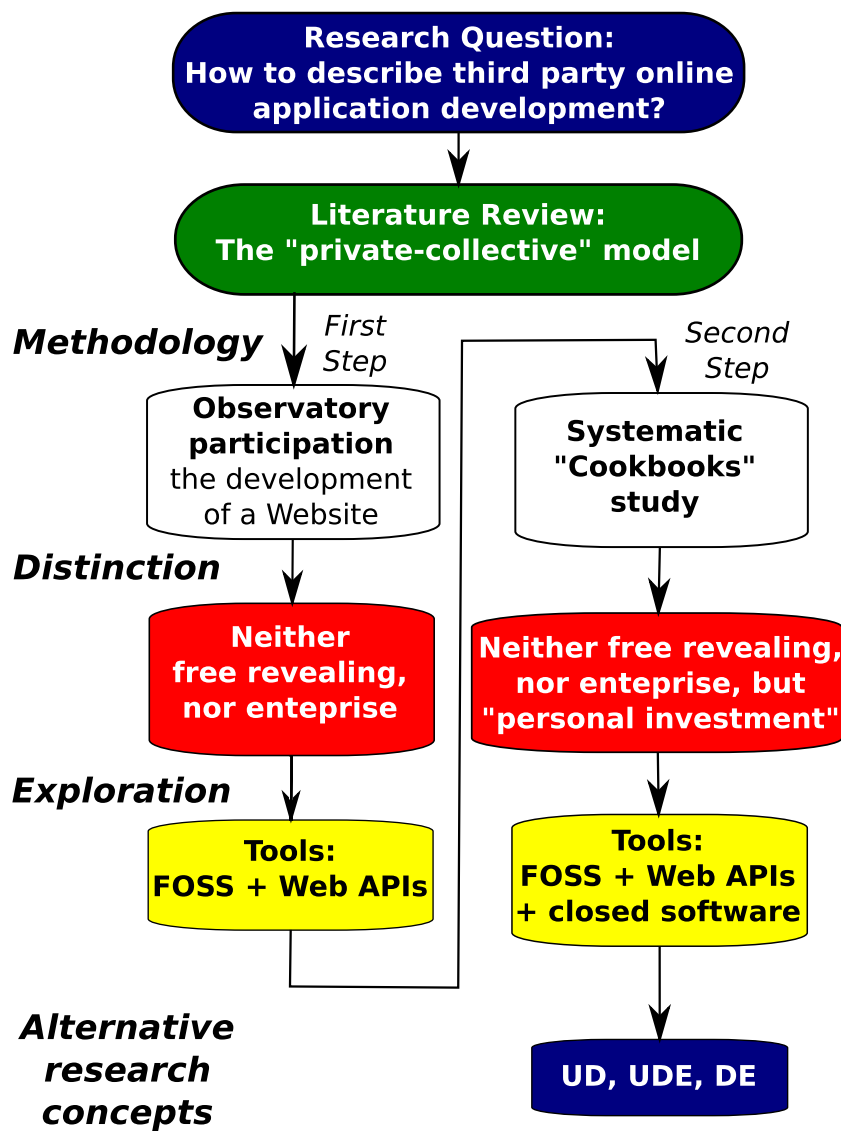 Research Question:
How to describe third party online
application development?
Literature Review:
The "private-collective" model
Methodology
First
Step
Second
Step
Observatory
participation
the development
of a Website
Systematic
"Cookbooks"
study
Distinction
Neither
free revealing,
nor enteprise
Neither free revealing,
nor enteprise, but
"personal investment"
Exploration
Tools:
FOSS + Web APIs
Tools:
FOSS + Web APIs
+ closed software
Alternative
research
concepts
UD, UDE, DE